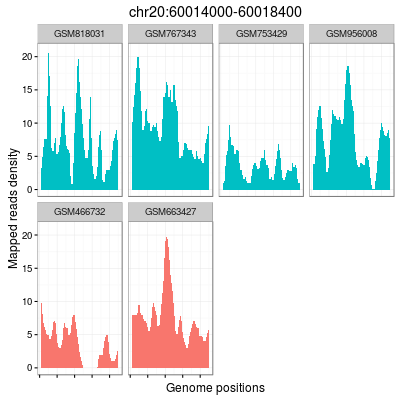 chr20:60014000-60018400
GSM818031 GSM767343 GSM753429 GSM956008
20
15
10
5
0
GSM466732 GSM663427
20
15
10
5
0
Mapped reads density
Genome positions